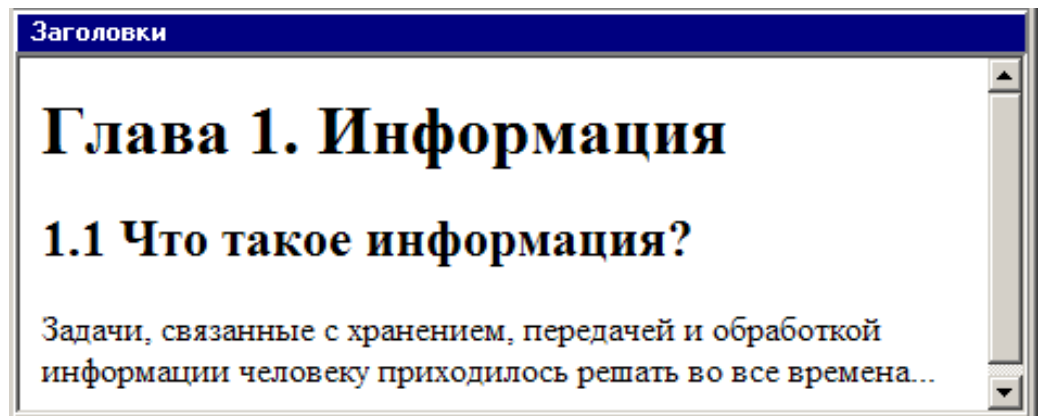 Заголовки
Глава 1. Информация
1.1 Что такое информация?
Задачи, связанные с хранением, передачей и обработкой
информации человеку приходилось решать во все времена...